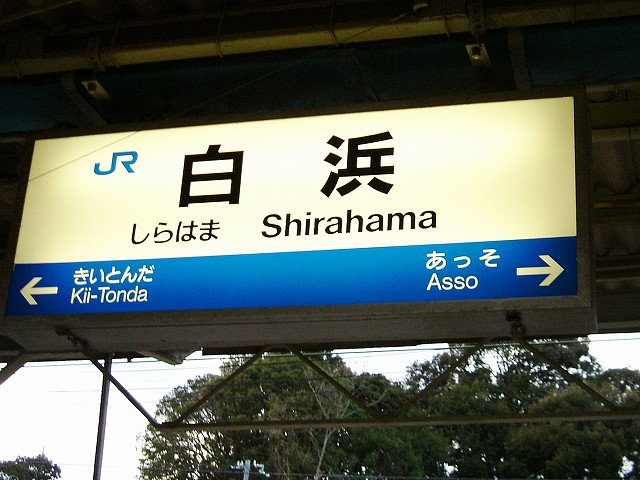 JR 白浜
しらはま Shirahama
きいとんだ
Kii-Tonda
あっそ
Asso